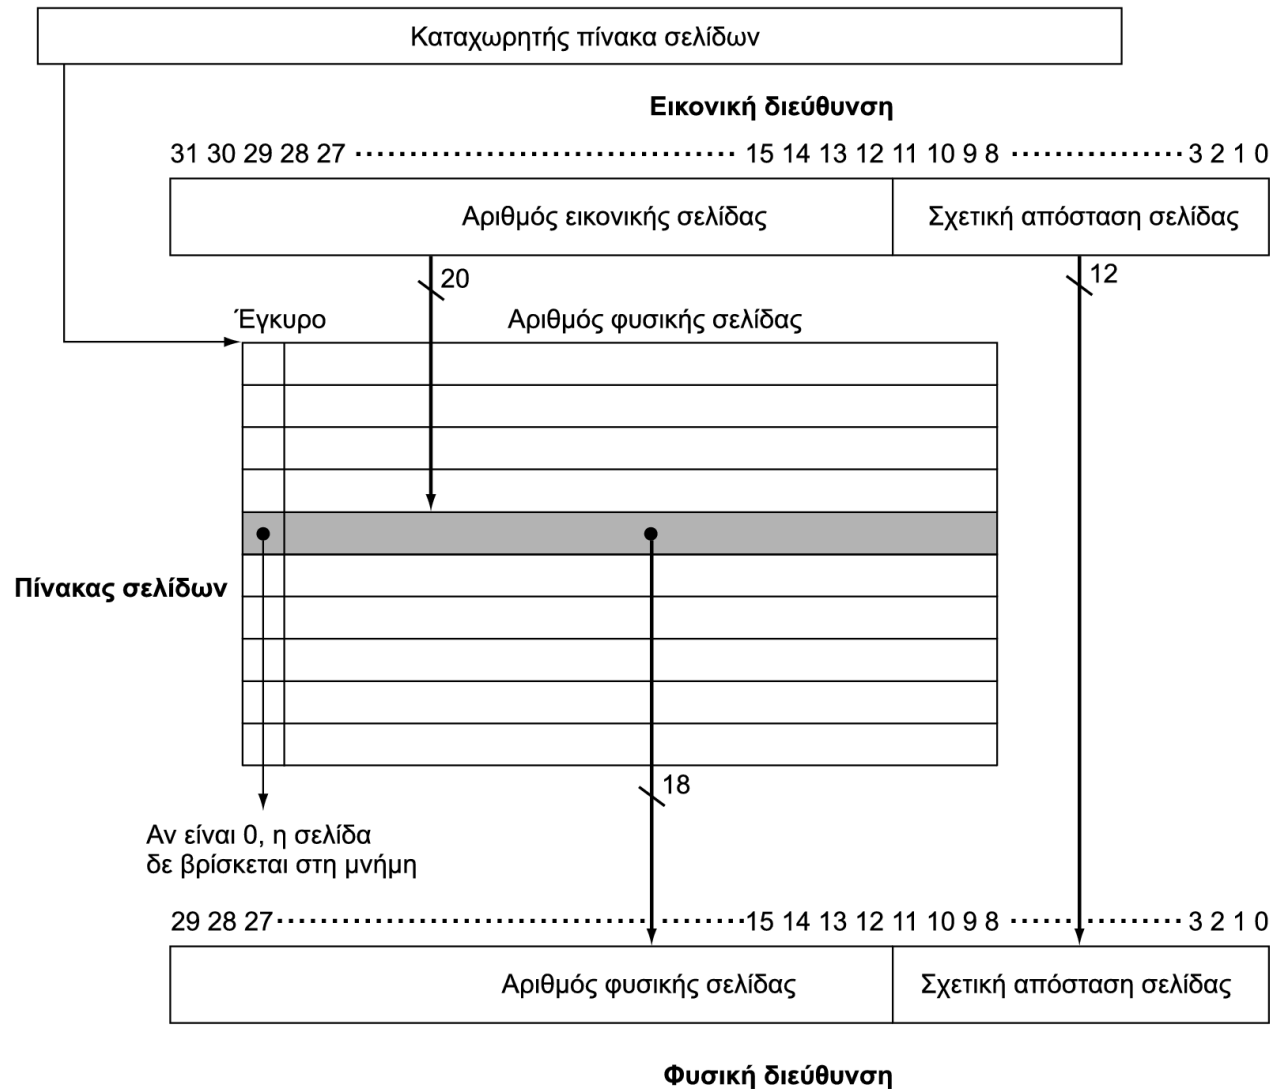 Καταχωρητής πίνακα σελίδων
Εικονική διεύθυνση
31 30 29 28 27 ........................................ 15 14 13 12 11 10 9 8 ................... 3 2 1 0
Αριθμός εικονικής σελίδας
Σχετική απόσταση σελίδας
20
12
Έγκυρο
Αριθμός φυσικής σελίδας
Πίνακας σελίδων
18
Αν είναι 0, η σελίδα
δε βρίσκεται στη μνήμη
29 28 27 ................................................ 15 14 13 12 11 10 9 8 ................... 3 2 1 0
Αριθμός φυσικής σελίδας
Σχετική απόσταση σελίδας
Φυσική διεύθυνση